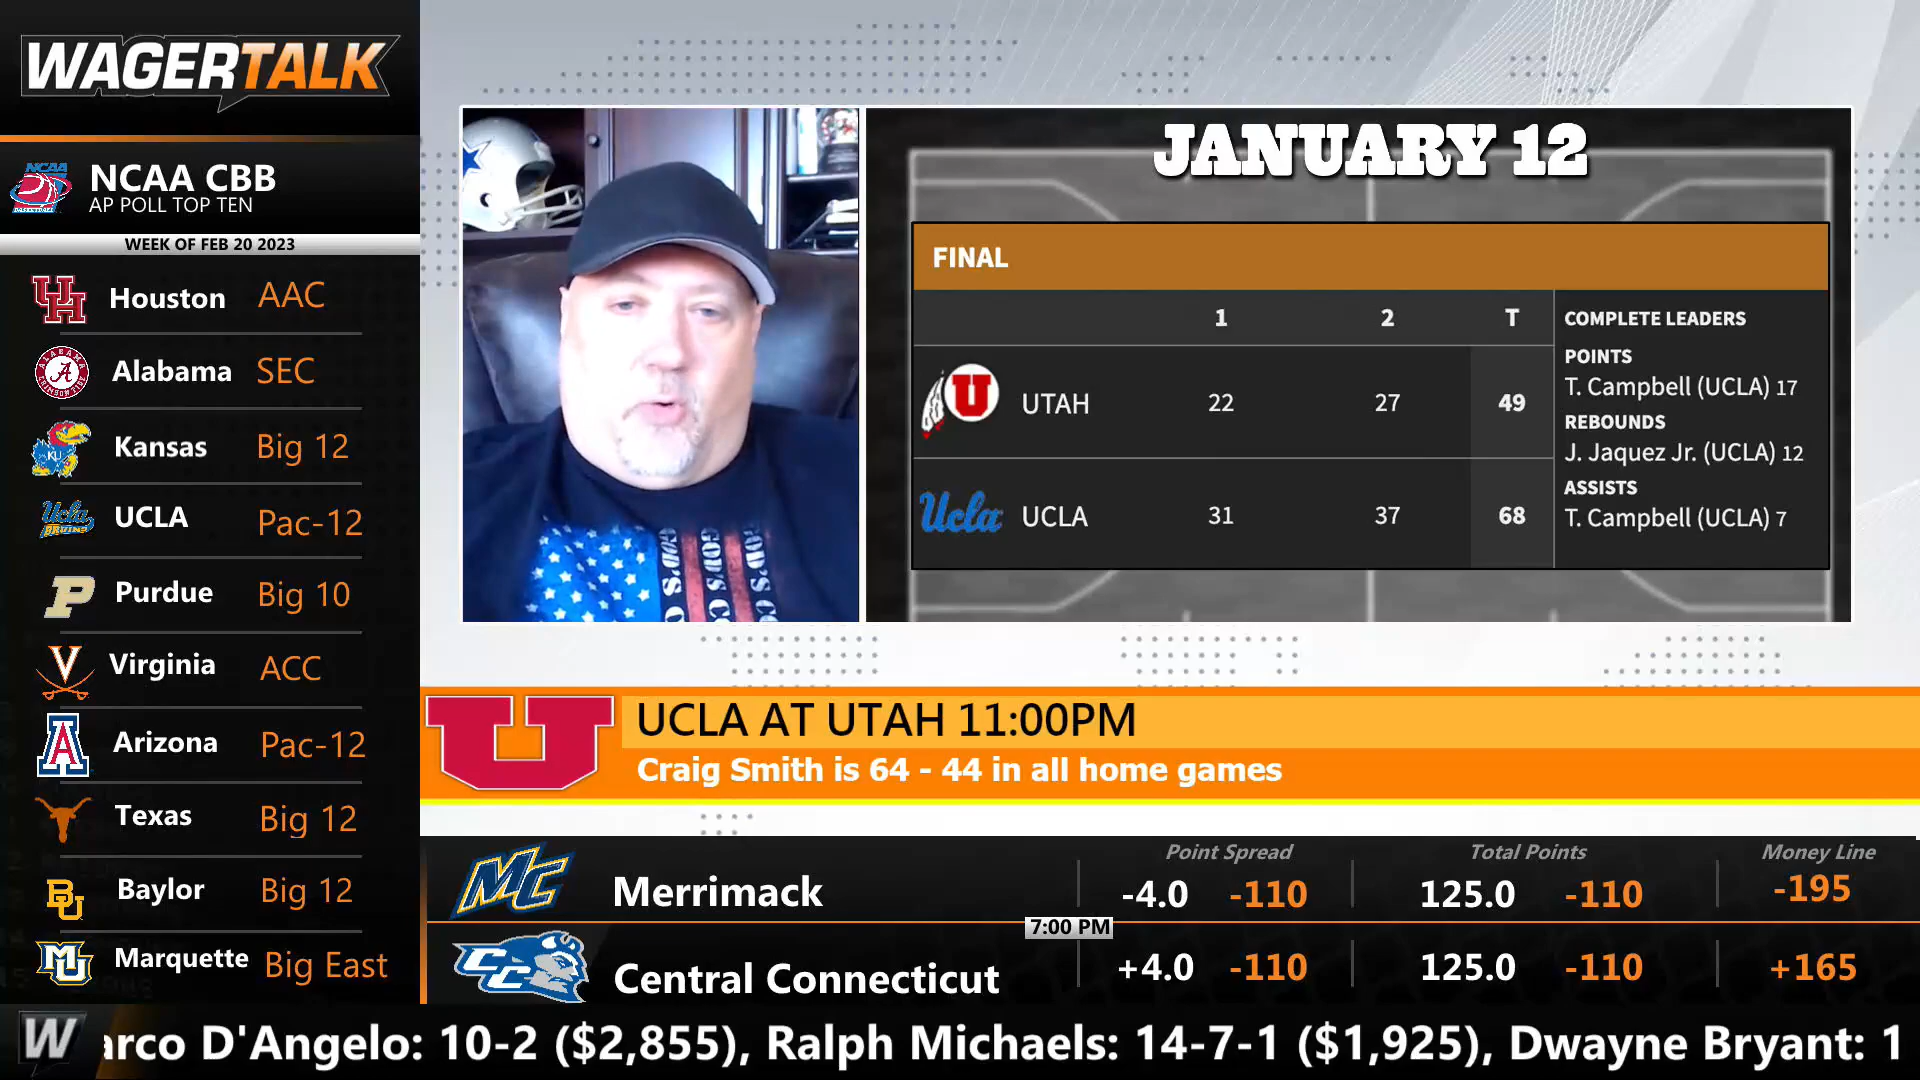 WAGERTALK
NCAA
BASKETBALL
NCAA CBB
AP POLL TOP TEN
WEEK OF FEB 20 2023
Houston AAC
Alabama SEC
Kansas Big 12
UCLA Pac-12
Purdue Big 10
Virginia ACC
Arizona Pac-12
Texas Big 12
Baylor Big 12
Marquette Big East
JANUARY 12
FINAL
1 2 T
UTAH 22 27 49
UCLA 31 37 68
COMPLETE LEADERS
POINTS
T. Campbell (UCLA) 17
REBOUNDS
J. Jaquez Jr. (UCLA) 12
ASSISTS
T. Campbell (UCLA) 7
GOD'S C
GOD'S C
UCLA AT UTAH 11:00PM
Craig Smith is 64 - 44 in all home games
Point Spread Total Points Money Line
Merrimack -4.0 -110 125.0 -110 -195
7:00 PM
Central Connecticut +4.0 -110 125.0 -110 +165
W arco D'Angelo: 10-2 ($2,855), Ralph Michaels: 14-7-1 ($1,925), Dwayne Bryant: 1